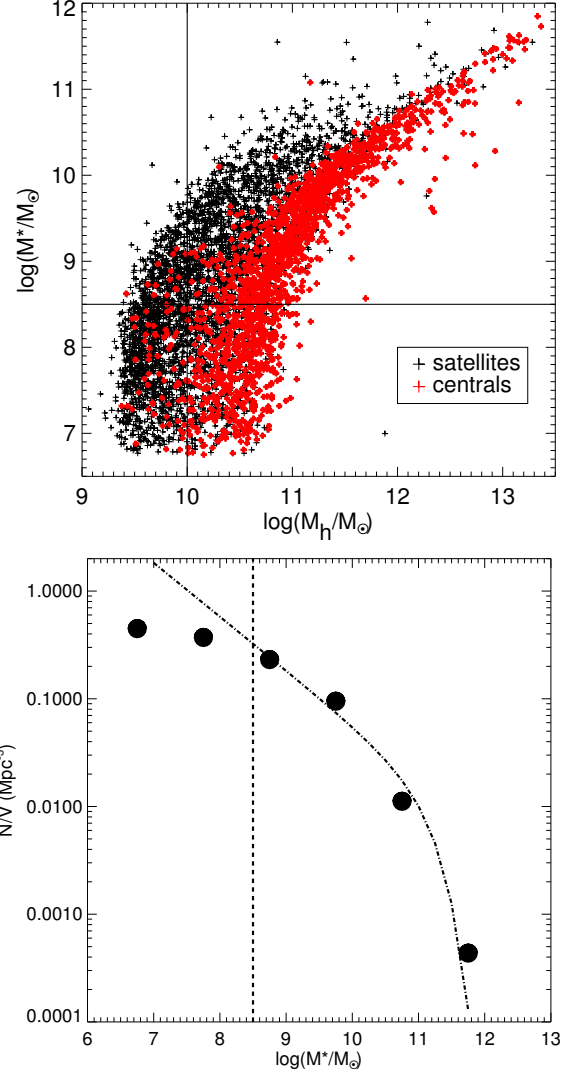 12
11
10
9
8
7
log(M*/M☉)
satellites
centrals
9 10 11 12 13
log(Mh/M☉)
1.0000
0.1000
0.0100
0.0010
0.0001
N/V (Mpc⁻³)
6 7 8 9 10 11 12 13
log(M*/M☉)